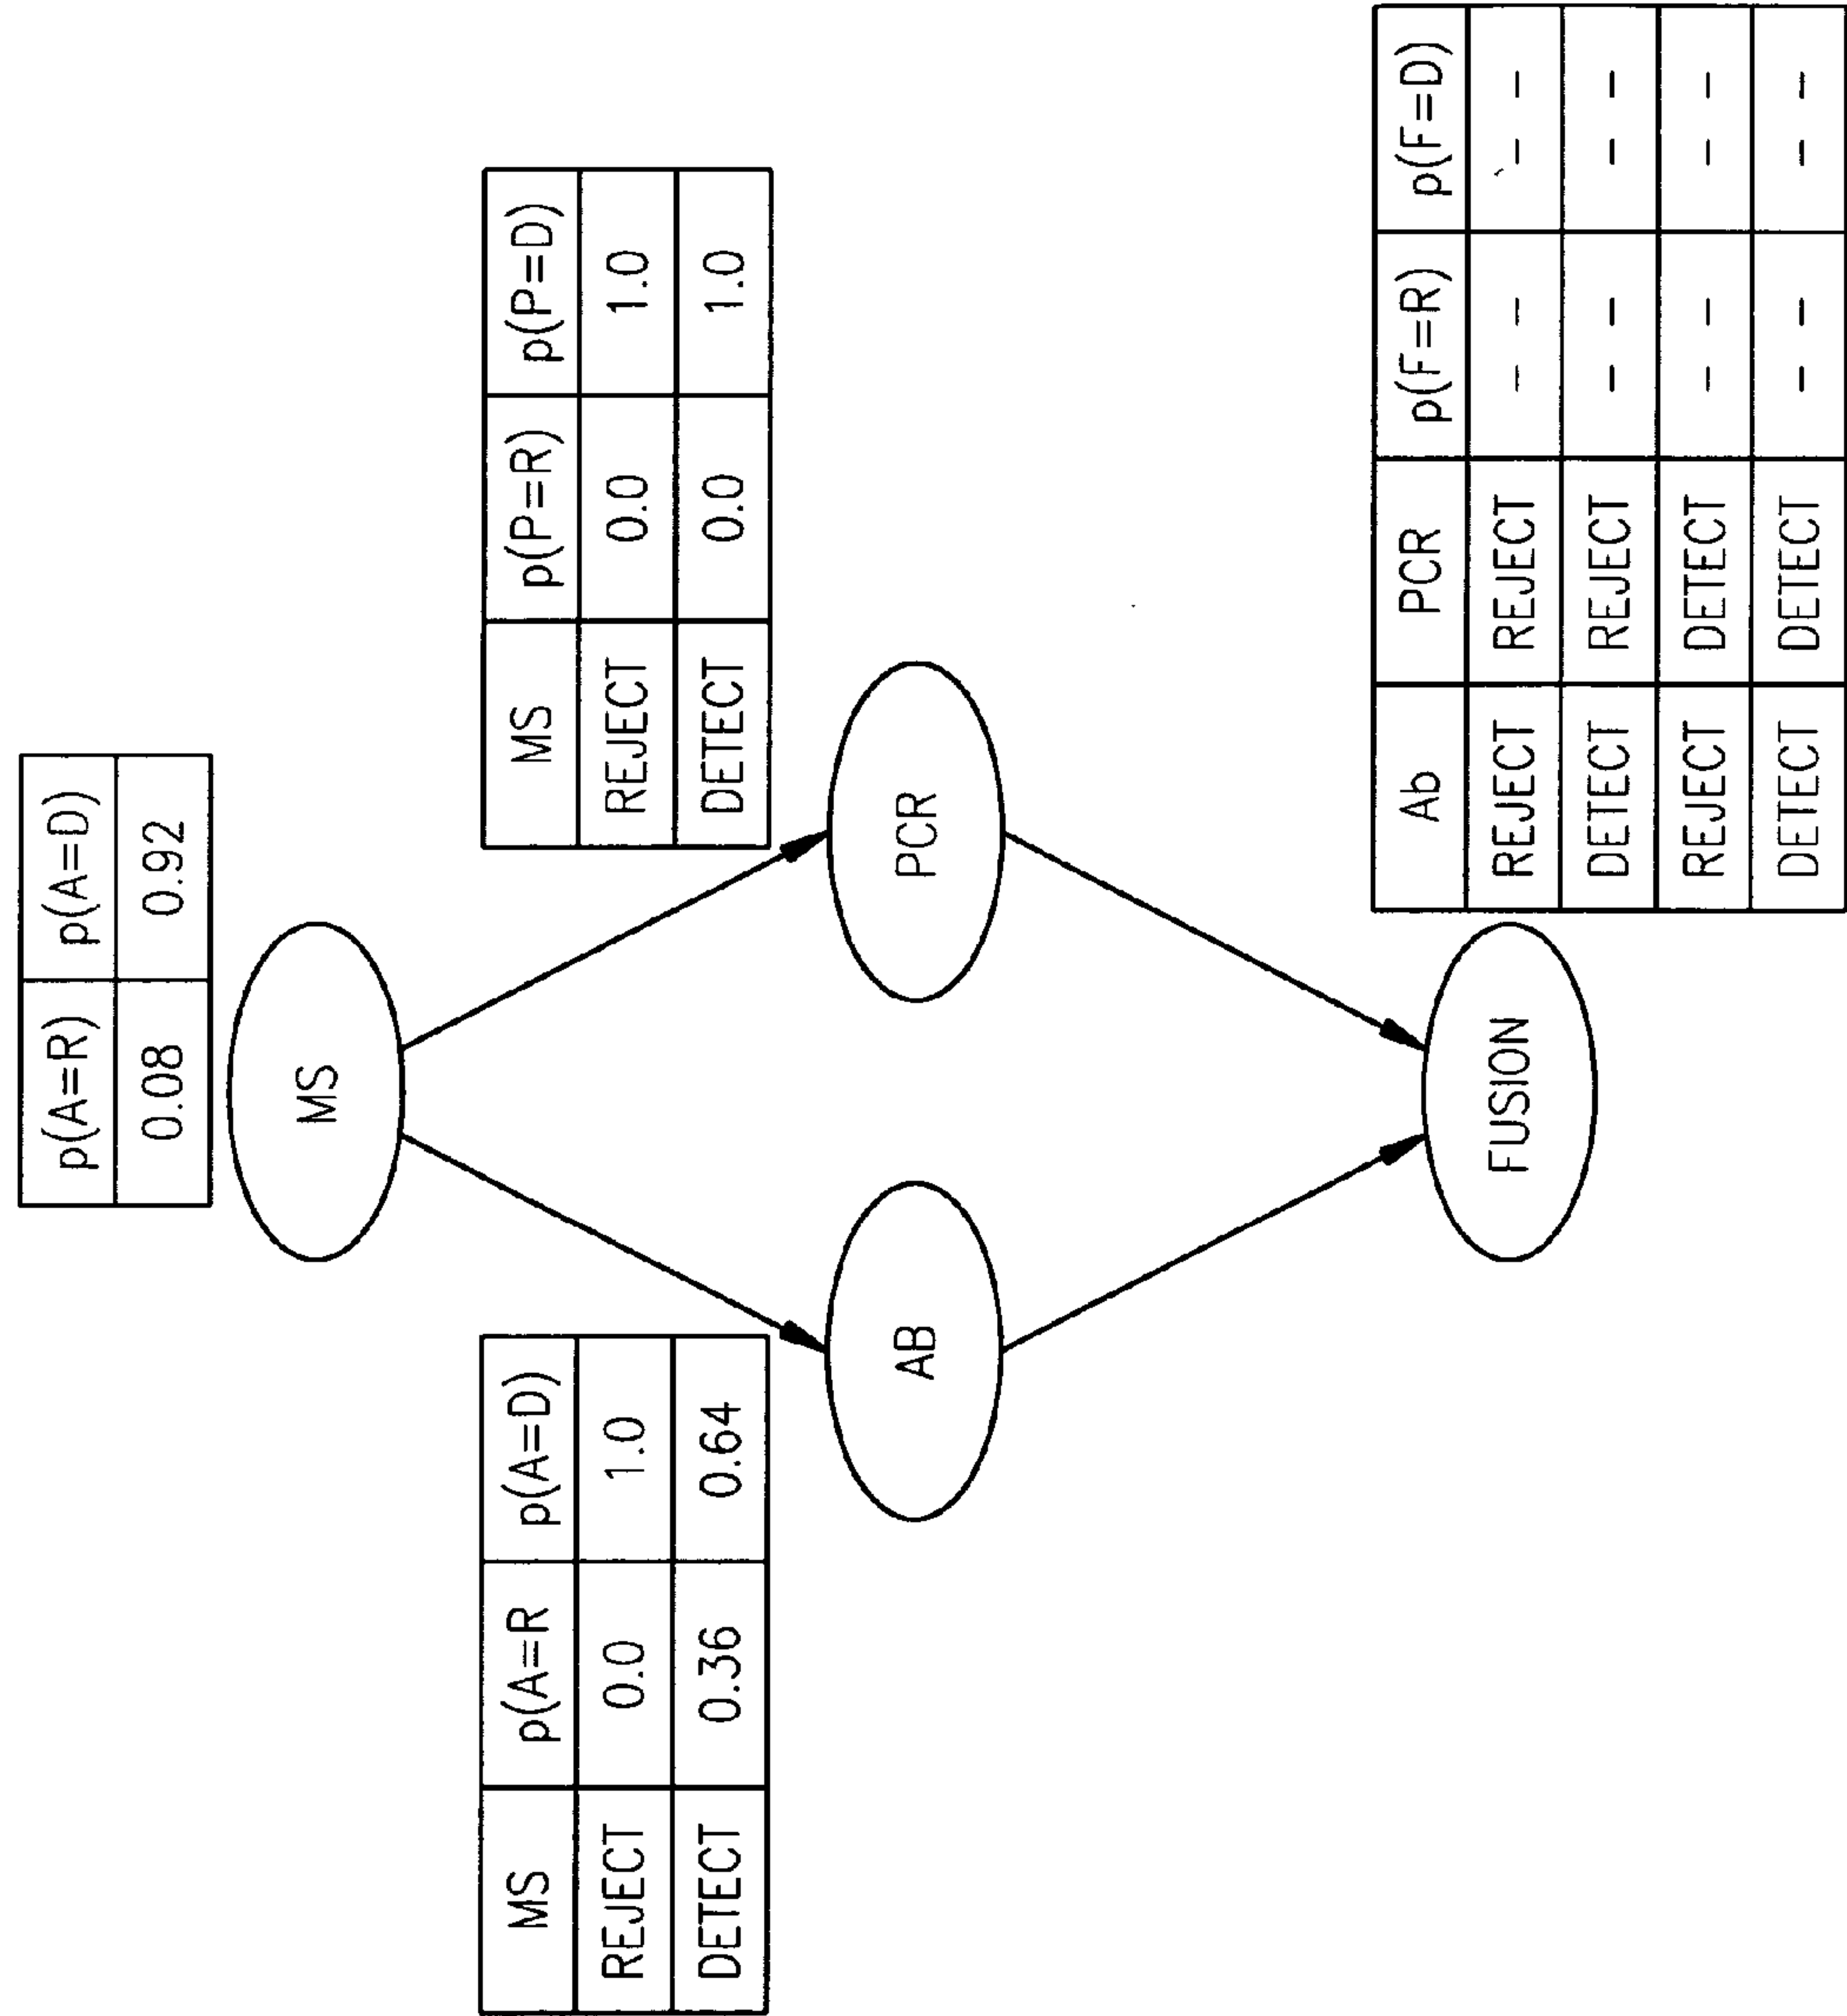 p(A=R) p(A=D)
0.08 0.92
MS
MS p(A=R p(A=D)
REJECT 0.0 1.0
DETECT 0.36 0.64
MS p(P=R) p(P=D)
REJECT 0.0 1.0
DETECT 0.0 1.0
AB
PCR
FUSION
Ab PCR p(F=R) p(F=D)
REJECT REJECT -- --
DETECT REJECT -- --
REJECT DETECT -- --
DETECT DETECT -- --